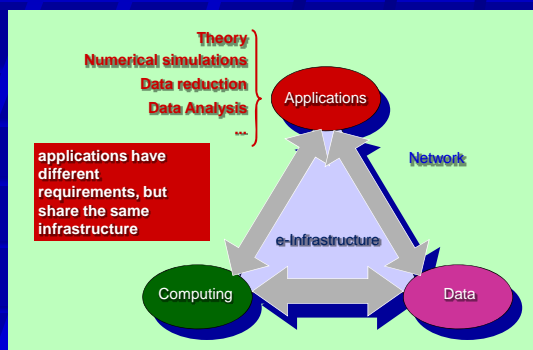 Theory
Numerical simulations
Data reduction
Data Analysis
...
Applications
applications have
different
requirements, but
share the same
infrastructure
Network
e-Infrastructure
Computing
Data